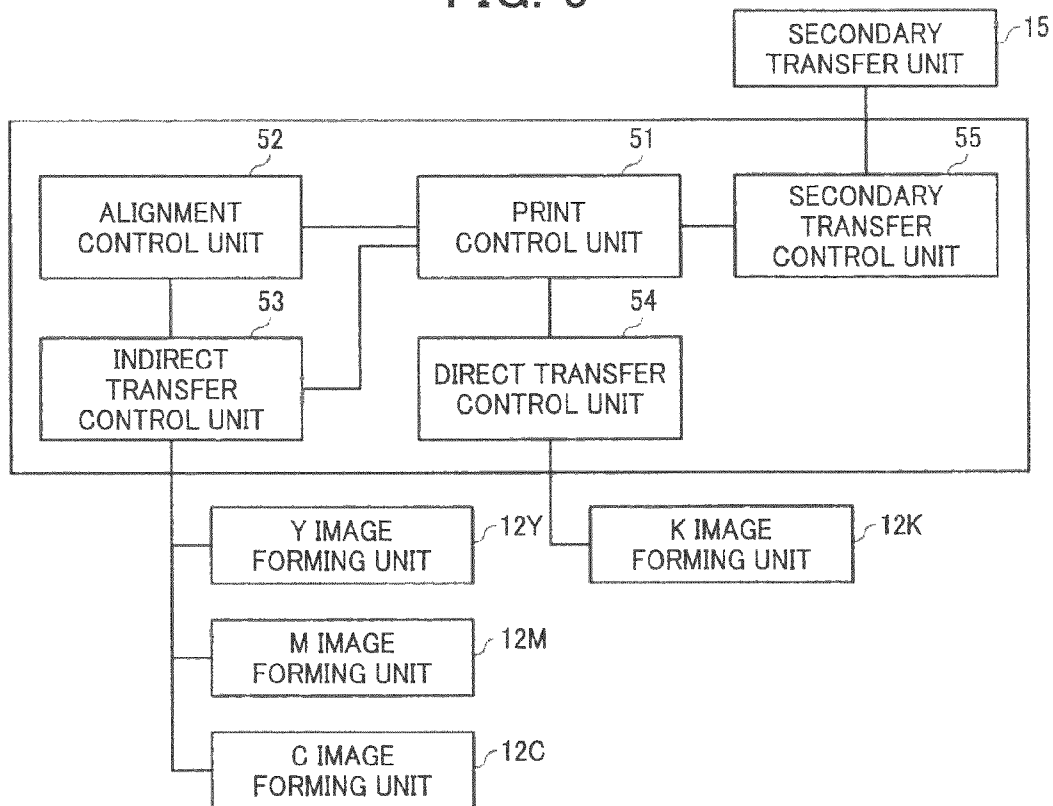 SECONDARY
TRANSFER UNIT
15
52
51
55
ALIGNMENT
CONTROL UNIT
PRINT
CONTROL UNIT
SECONDARY
TRANSFER
CONTROL UNIT
53
54
INDIRECT
TRANSFER
CONTROL UNIT
DIRECT TRANSFER
CONTROL UNIT
Y IMAGE
FORMING UNIT
12Y
K IMAGE
FORMING UNIT
12K
M IMAGE
FORMING UNIT
12M
C IMAGE
FORMING UNIT
12C